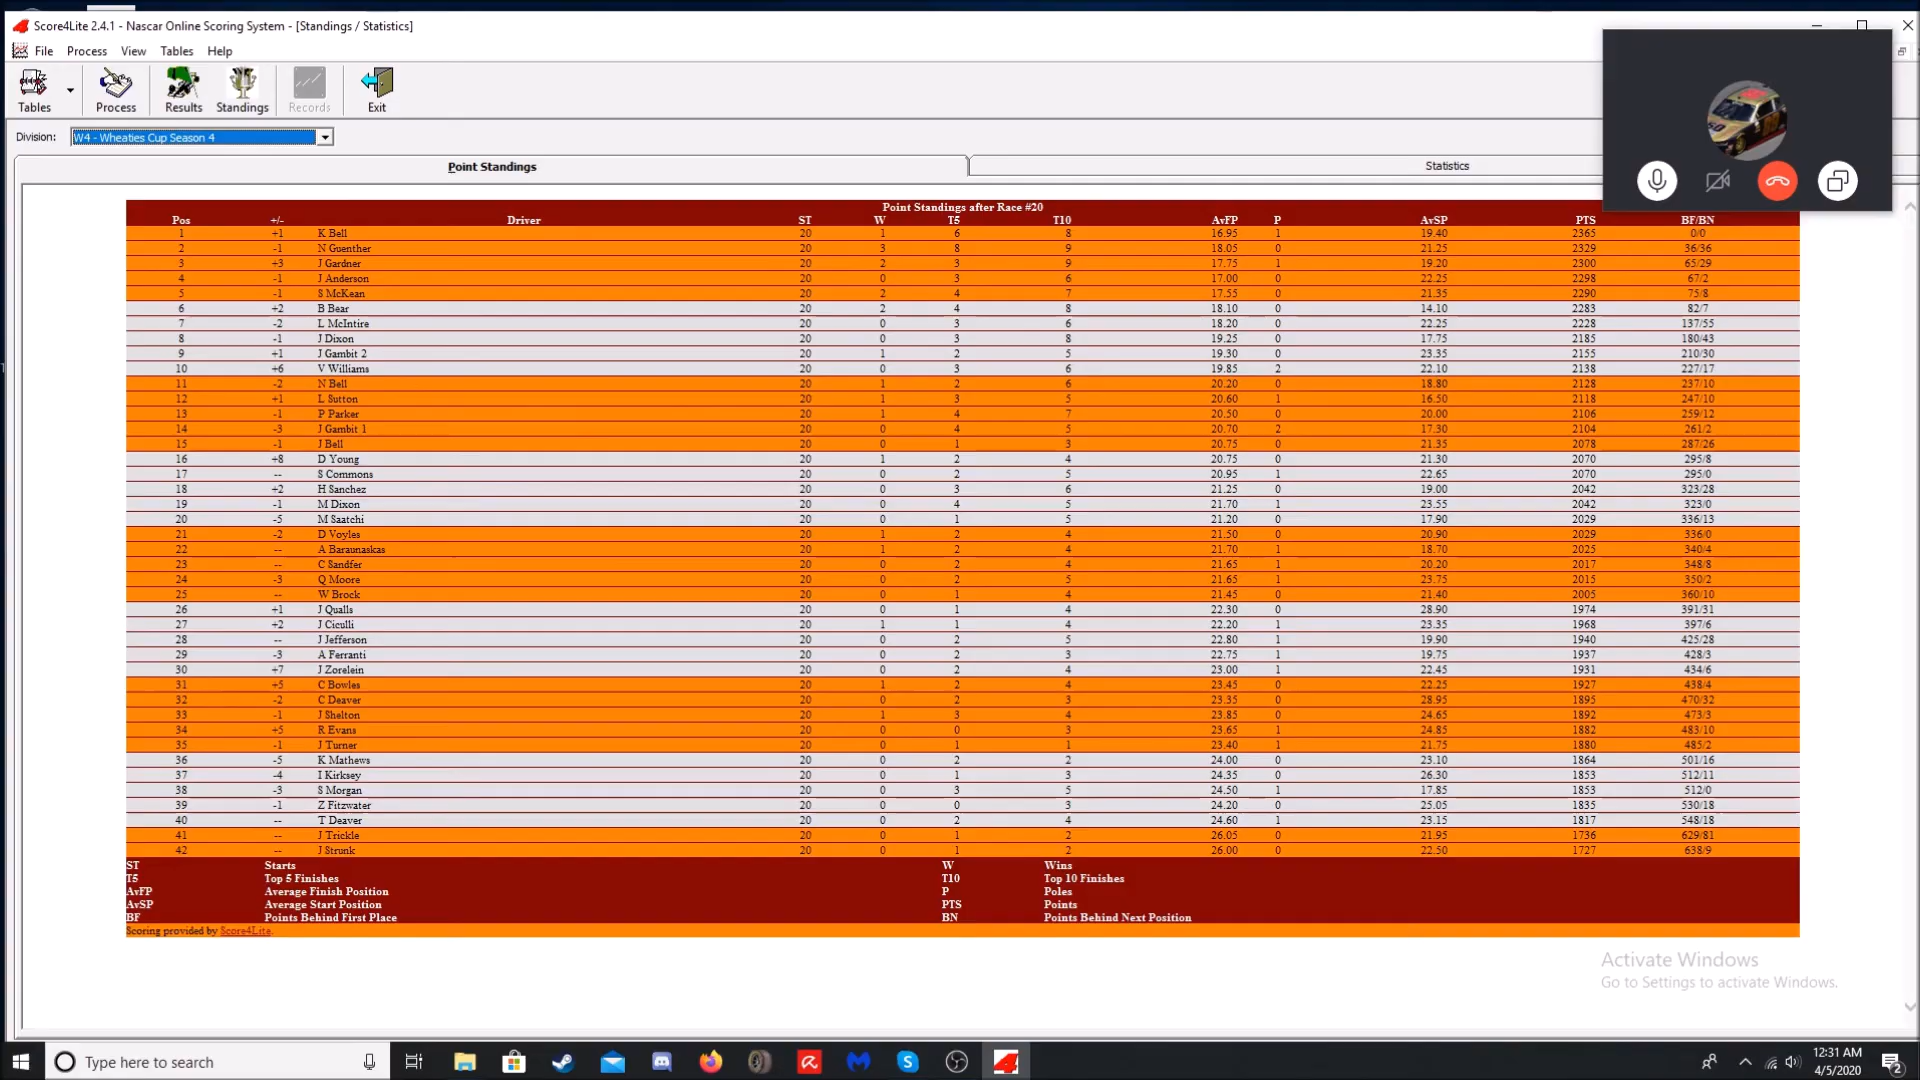 Score4Lite 2.4.1 - Nascar Online Scoring System - [Standings / Statistics]
File Process View Tables Help
Tables Process Results Standings Records Exit
Division: W4 - Wheaties Cup Season 4
Point Standings Statistics
Point Standings after Race #20
Pos +/- Driver ST W T5 T10 AvFP P AvSP PTS BF/BN
1 +1 K Bell 20 1 6 8 16.95 1 19.40 2365 0/0
2 -1 N Guenther 20 3 8 9 18.05 0 21.25 2329 36/36
3 +3 J Gardner 20 2 3 9 17.75 1 19.20 2300 65/29
4 -1 J Anderson 20 0 3 6 17.00 0 22.25 2298 67/2
5 -1 S McKean 20 2 4 7 17.55 0 21.35 2290 75/8
6 +2 B Bear 20 2 4 8 18.10 0 14.10 2283 82/7
7 -2 L McIntire 20 0 3 6 18.20 0 22.25 2228 137/55
8 -1 J Dixon 20 0 3 8 19.25 0 17.75 2185 180/43
9 +1 J Gambit 2 20 1 2 5 19.30 0 23.35 2155 210/30
10 +6 V Williams 20 0 3 6 19.85 2 22.10 2138 227/17
11 -2 N Bell 20 1 2 6 20.20 0 18.80 2128 237/10
12 +1 L Sutton 20 1 3 5 20.60 1 16.50 2118 247/10
13 -1 P Parker 20 1 4 7 20.50 0 20.00 2106 259/12
14 -3 J Gambit 1 20 0 4 5 20.70 2 17.30 2104 261/2
15 -1 J Bell 20 0 1 3 20.75 0 21.35 2078 287/26
16 +8 D Young 20 1 2 4 20.75 0 21.30 2070 295/8
17 -- S Commons 20 0 2 5 20.95 1 22.65 2070 295/0
18 +2 H Sanchez 20 0 3 6 21.25 0 19.00 2042 323/28
19 -1 M Dixon 20 0 4 5 21.70 1 23.55 2042 323/0
20 -5 M Saatchi 20 0 1 5 21.20 0 17.90 2029 336/13
21 -2 D Voyles 20 1 2 4 21.50 0 20.90 2029 336/0
22 -- A Baraunaskas 20 1 2 4 21.70 1 18.70 2025 340/4
23 -- C Sandfer 20 0 2 4 21.65 1 20.20 2017 348/8
24 -3 Q Moore 20 0 2 5 21.65 1 23.75 2015 350/2
25 -- W Brock 20 0 1 4 21.45 0 21.40 2005 360/10
26 +1 J Qualls 20 0 1 4 22.30 0 28.90 1974 391/31
27 +2 J Ciculli 20 1 1 4 22.20 1 23.35 1968 397/6
28 -- J Jefferson 20 0 2 5 22.80 1 19.90 1940 425/28
29 -3 A Ferranti 20 0 2 3 22.75 1 19.75 1937 428/3
30 +7 J Zorelein 20 0 2 4 23.00 1 22.45 1931 434/6
31 +5 C Bowles 20 1 2 4 23.45 0 22.25 1927 438/4
32 -2 C Deaver 20 0 2 3 23.35 0 28.95 1895 470/32
33 -1 J Shelton 20 1 3 4 23.85 0 24.65 1892 473/3
34 +5 R Evans 20 0 0 3 23.65 1 24.85 1882 483/10
35 -1 J Turner 20 0 1 1 23.40 1 21.75 1880 485/2
36 -5 K Mathews 20 0 2 2 24.00 0 23.10 1864 501/16
37 -4 I Kirksey 20 0 1 3 24.35 0 26.30 1853 512/11
38 -3 S Morgan 20 0 3 5 24.50 1 17.85 1853 512/0
39 -1 Z Fitzwater 20 0 0 3 24.20 0 25.05 1835 530/18
40 -- T Deaver 20 0 2 4 24.60 1 23.15 1817 548/18
41 -- J Trickle 20 0 1 2 26.05 0 21.95 1736 629/81
42 -- J Strunk 20 0 1 2 26.00 0 22.50 1727 638/9
ST Starts W Wins
T5 Top 5 Finishes T10 Top 10 Finishes
AvFP Average Finish Position P Poles
AvSP Average Start Position PTS Points
BF Points Behind First Place BN Points Behind Next Position
Scoring provided by Score4Lite.
Activate Windows
Go to Settings to activate Windows.
Type here to search
12:31 AM
4/5/2020
2